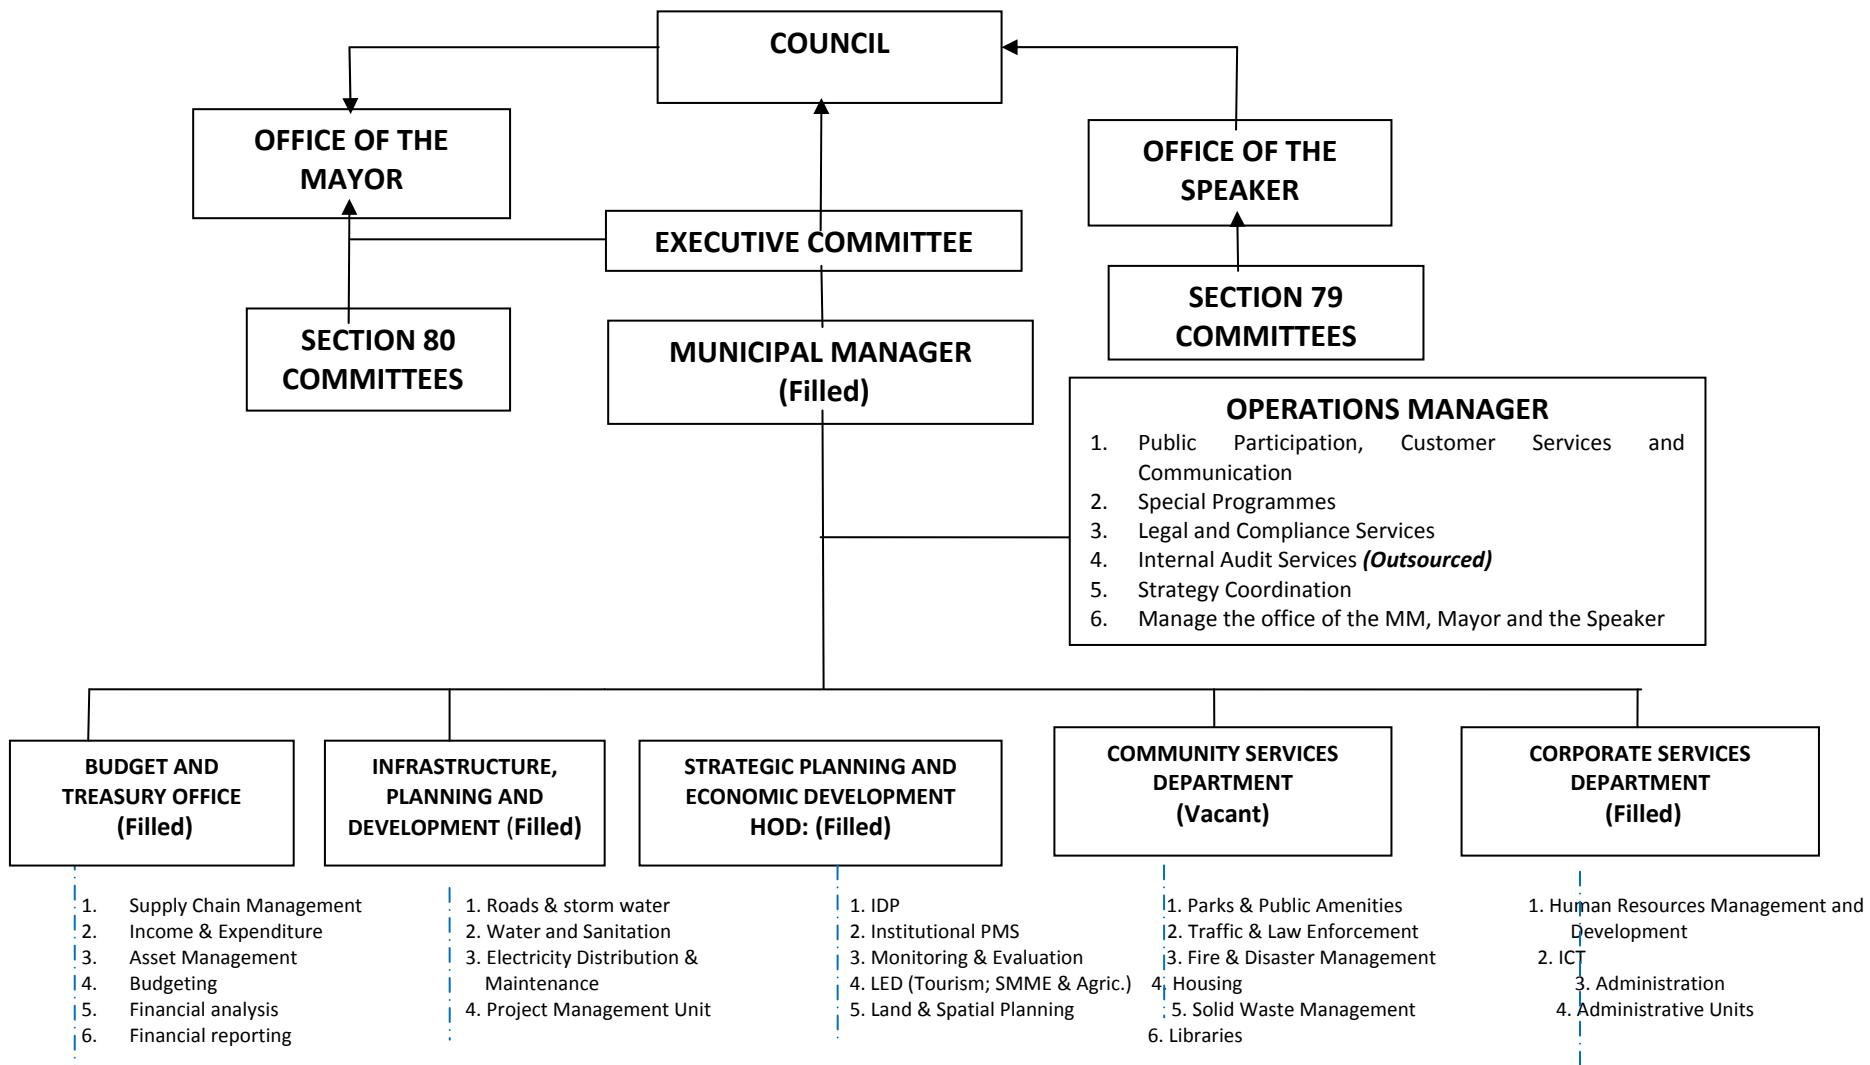 COUNCIL
OFFICE OF THE
MAYOR
OFFICE OF THE
SPEAKER
EXECUTIVE COMMITTEE
SECTION 79
COMMITTEES
SECTION 80
COMMITTEES
MUNICIPAL MANAGER
(Filled)
OPERATIONS MANAGER
1. Public Participation, Customer Services and
Communication
2. Special Programmes
3. Legal and Compliance Services
4. Internal Audit Services (Outsourced)
5. Strategy Coordination
6. Manage the office of the MM, Mayor and the Speaker
BUDGET AND
TREASURY OFFICE
(Filled)
INFRASTRUCTURE,
PLANNING AND
DEVELOPMENT (Filled)
STRATEGIC PLANNING AND
ECONOMIC DEVELOPMENT
HOD: (Filled)
COMMUNITY SERVICES
DEPARTMENT
(Vacant)
CORPORATE SERVICES
DEPARTMENT
(Filled)
1. Supply Chain Management
2. Income & Expenditure
3. Asset Management
4. Budgeting
5. Financial analysis
6. Financial reporting
1. Roads & storm water
2. Water and Sanitation
3. Electricity Distribution &
Maintenance
4. Project Management Unit
1. IDP
2. Institutional PMS
3. Monitoring & Evaluation
4. LED (Tourism; SMME & Agric.)
5. Land & Spatial Planning
1. Parks & Public Amenities
2. Traffic & Law Enforcement
3. Fire & Disaster Management
4. Housing
5. Solid Waste Management
6. Libraries
1. Human Resources Management and
Development
2. ICT
3. Administration
4. Administrative Units